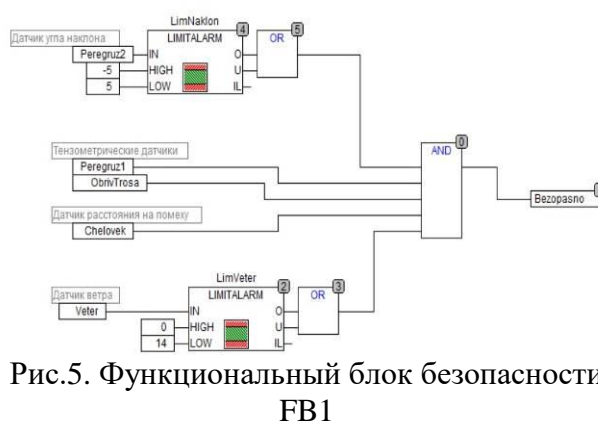 LimNaklon
4
5
Датчик угла наклона
LIMITALARM
OR
Peregruz2
IN
O
-5
HIGH
U
5
LOW
IL
Тензометрические датчики
AND
0
Peregruz1
ObrivTrosa
Bezopasno
Датчик расстояния на помеху
Chelovek
LimVeter
2
3
Датчик ветра
LIMITALARM
OR
Veter
IN
O
0
HIGH
U
14
LOW
IL
Рис.5. Функциональный блок безопасности
FB1